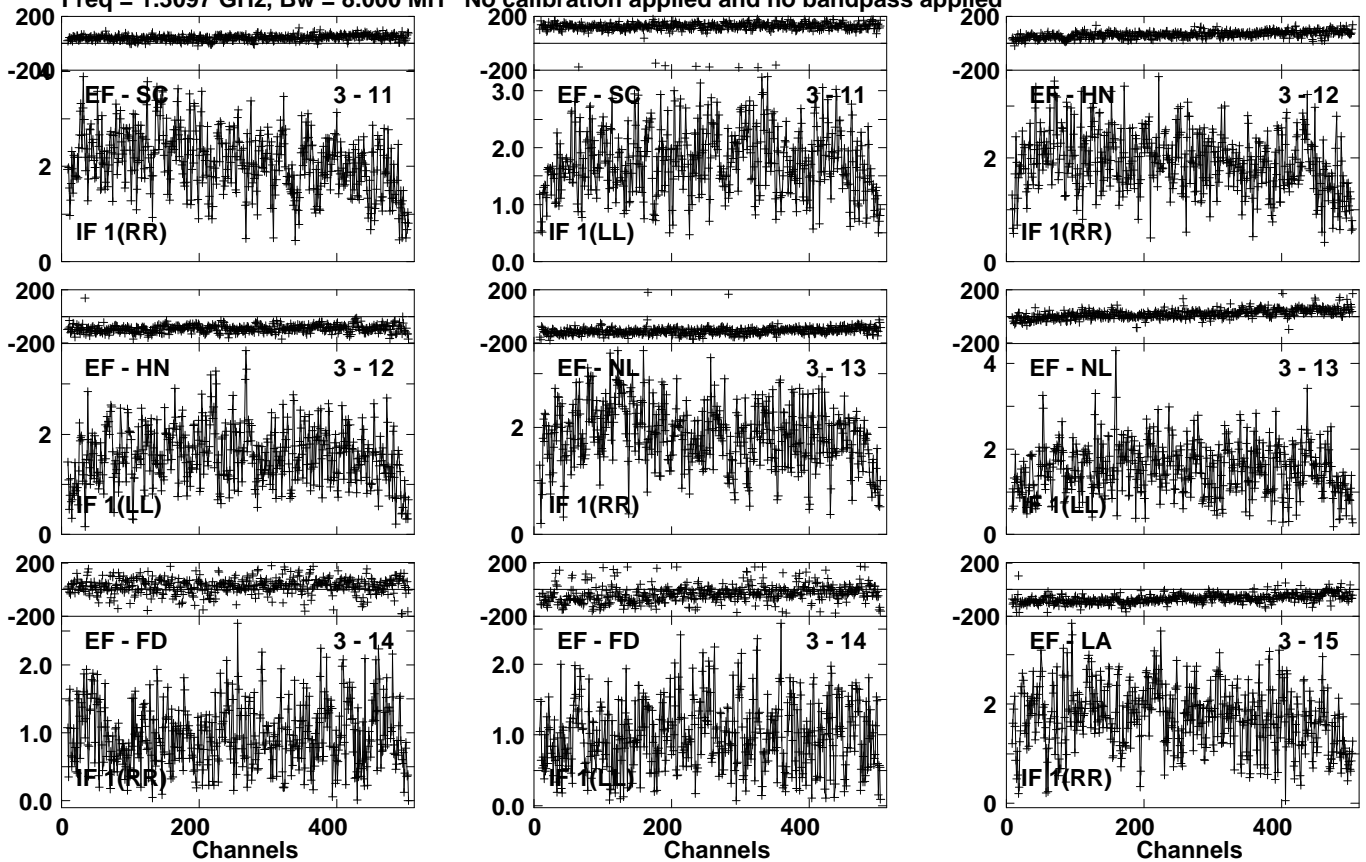 Freq = 1.5097 GHz, Bw = 8.000 MH No calibration applied and no bandpass applied
200
-200
4
2
0
EF - SC 3 - 11
IF 1(RR)
200
-200
3.0
2.0
1.0
0.0
EF - SC 3 - 11
IF 1(LL)
200
-200
2
0
EF - HN 3 - 12
IF 1(RR)
200
-200
2
0
EF - HN 3 - 12
IF 1(LL)
200
-200
2
0
EF - NL 3 - 13
IF 1(RR)
200
-200
4
2
0
EF - NL 3 - 13
IF 1(LL)
200
-200
2.0
1.0
0.0
EF - FD 3 - 14
IF 1(RR)
0 200 400
Channels
200
-200
2.0
1.0
0.0
EF - FD 3 - 14
IF 1(LL)
0 200 400
Channels
200
-200
2
0
EF - LA 3 - 15
IF 1(RR)
0 200 400
Channels